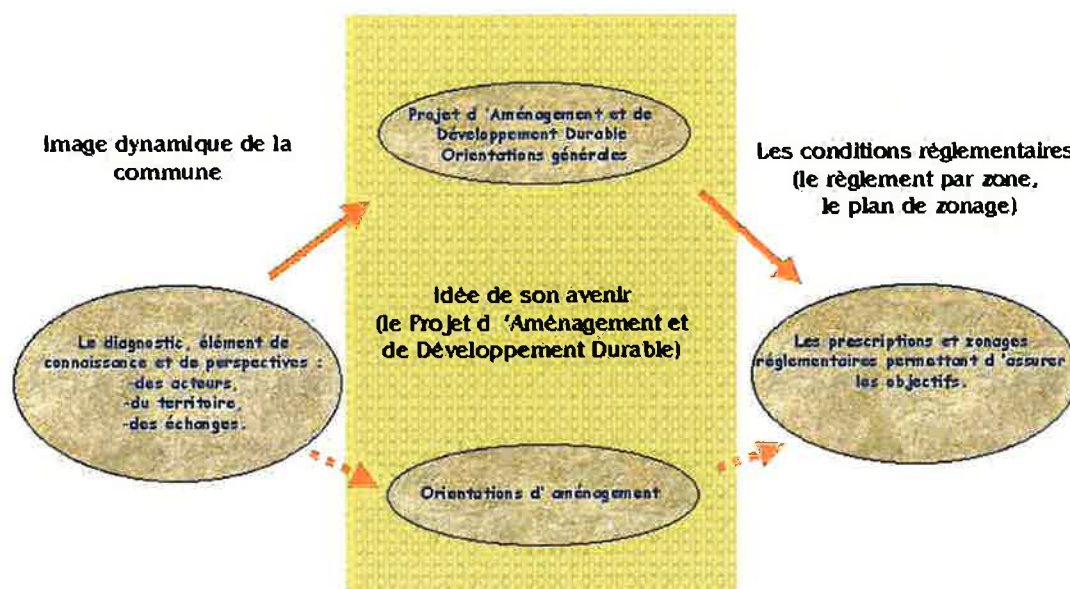 Image dynamique de la
commune
Le diagnostic, élément de
connaissance et de perspectives :
-des acteurs,
-du territoire,
-des échanges.
Projet d 'Aménagement et de
Développement Durable
Orientations générales
Idée de son avenir
(le Projet d 'Aménagement et
de Développement Durable)
Orientations d' aménagement
Les conditions règlementaires
(le règlement par zone,
le plan de zonage)
Les prescriptions et zonages
réglementaires permettant d 'assurer
les objectifs.